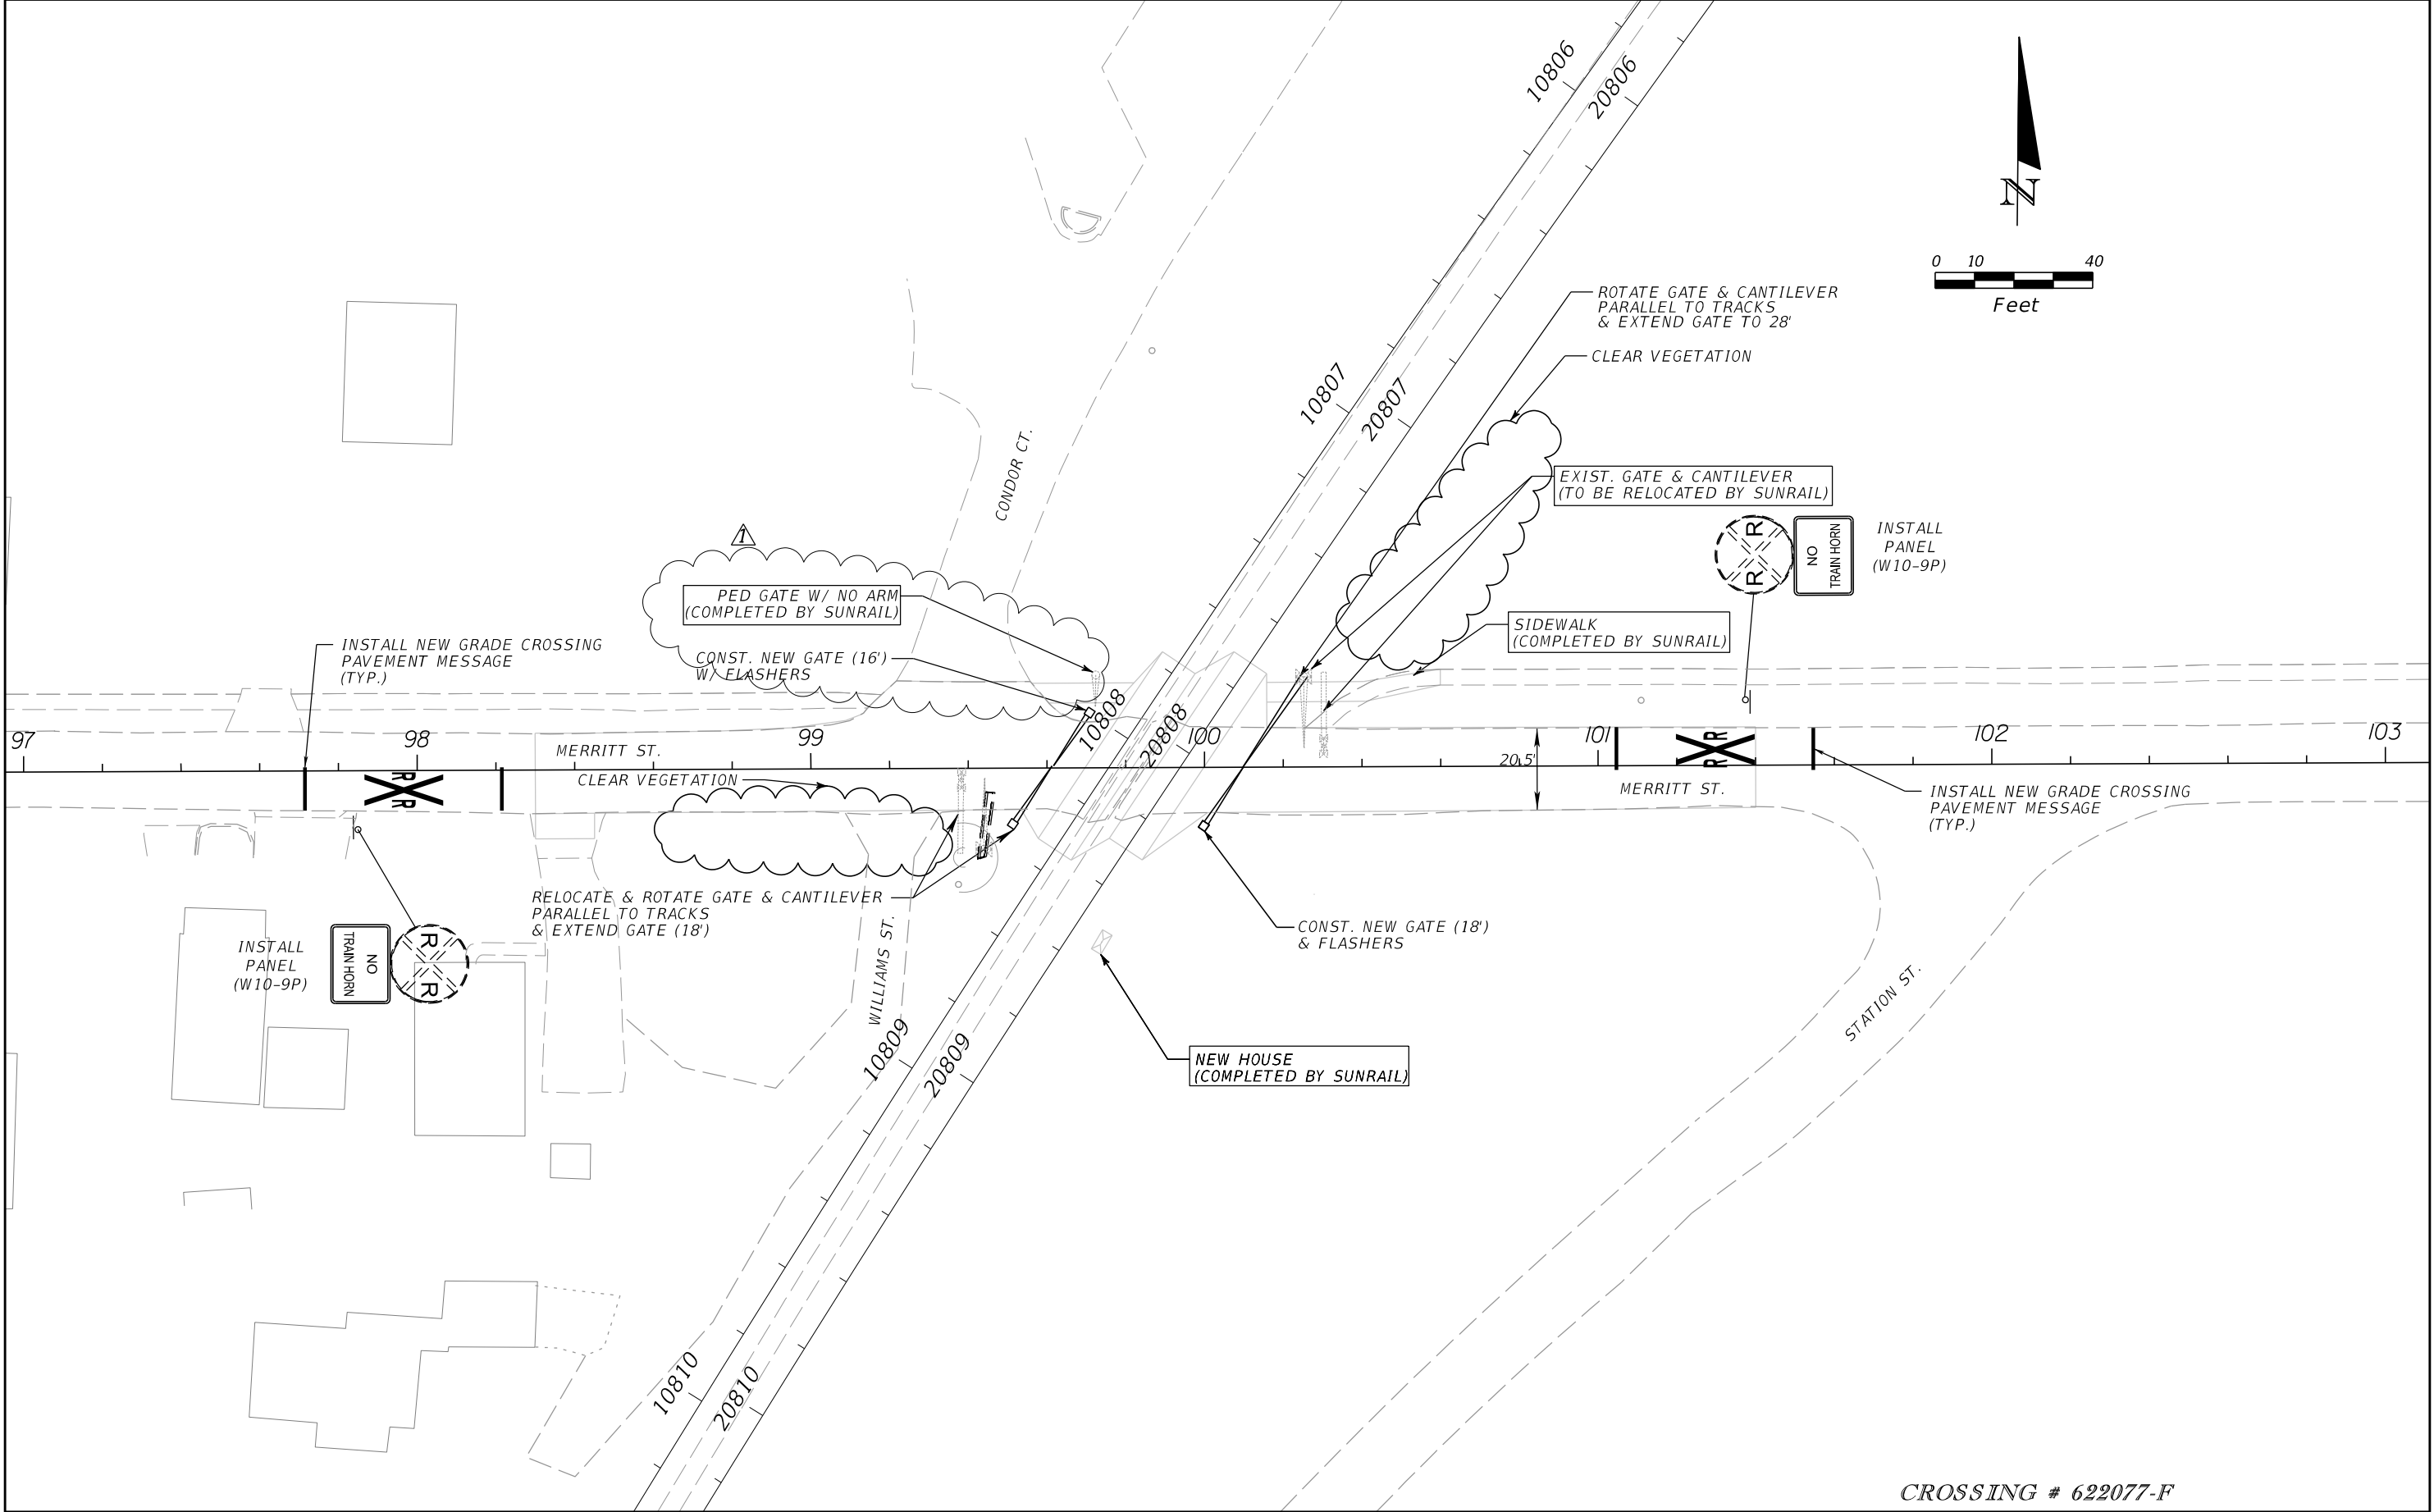 10806
20806
N
0 10 40
Feet
ROTATE GATE & CANTILEVER
PARALLEL TO TRACKS
& EXTEND GATE TO 28'
CLEAR VEGETATION
10807
20807
CONDOR CT.
EXIST. GATE & CANTILEVER
(TO BE RELOCATED BY SUNRAIL)
R R
NO
TRAIN HORN
INSTALL
PANEL
(W10-9P)
1
PED GATE W/ NO ARM
(COMPLETED BY SUNRAIL)
SIDEWALK
(COMPLETED BY SUNRAIL)
INSTALL NEW GRADE CROSSING
PAVEMENT MESSAGE
(TYP.)
CONST. NEW GATE (16')
W/ FLASHERS
10808
20808
97
98
99
100
101
102
103
MERRITT ST.
R R
R R
20.5'
CLEAR VEGETATION
MERRITT ST.
INSTALL NEW GRADE CROSSING
PAVEMENT MESSAGE
(TYP.)
RELOCATE & ROTATE GATE & CANTILEVER
PARALLEL TO TRACKS
& EXTEND GATE (18')
CONST. NEW GATE (18')
& FLASHERS
INSTALL
PANEL
(W10-9P)
NO
TRAIN HORN
R R
WILLIAMS ST.
STATION ST.
10809
20809
NEW HOUSE
(COMPLETED BY SUNRAIL)
10810
20810
CROSSING # 622077-F